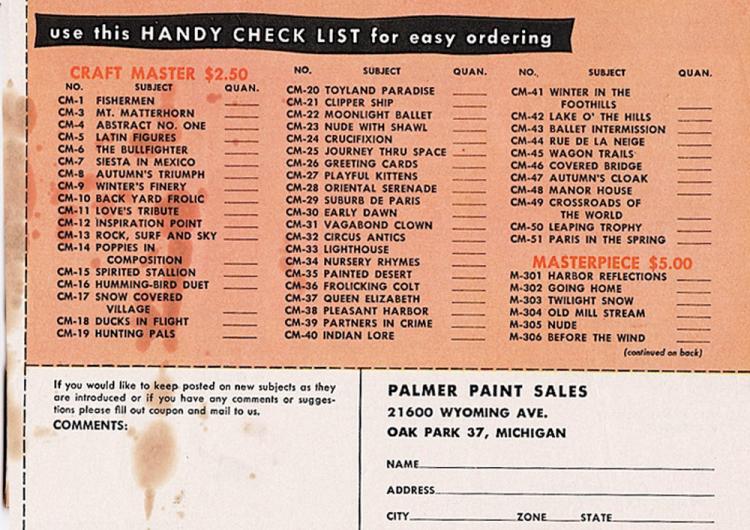 use this HANDY CHECK LIST for easy ordering
CRAFT MASTER $2.50
NO. SUBJECT QUAN.
CM-1 FISHERMEN
CM-3 MT. MATTERHORN
CM-4 ABSTRACT NO. ONE
CM-5 LATIN FIGURES
CM-6 THE BULLFIGHTER
CM-7 SIESTA IN MEXICO
CM-8 AUTUMN'S TRIUMPH
CM-9 WINTER'S FINERY
CM-10 BACK YARD FROLIC
CM-11 LOVE'S TRIBUTE
CM-12 INSPIRATION POINT
CM-13 ROCK, SURF AND SKY
CM-14 POPPIES IN
COMPOSITION
CM-15 SPIRITED STALLION
CM-16 HUMMING-BIRD DUET
CM-17 SNOW COVERED
VILLAGE
CM-18 DUCKS IN FLIGHT
CM-19 HUNTING PALS
NO. SUBJECT QUAN.
CM-20 TOYLAND PARADISE
CM-21 CLIPPER SHIP
CM-22 MOONLIGHT BALLET
CM-23 NUDE WITH SHAWL
CM-24 CRUCIFIXION
CM-25 JOURNEY THRU SPACE
CM-26 GREETING CARDS
CM-27 PLAYFUL KITTENS
CM-28 ORIENTAL SERENADE
CM-29 SUBURB DE PARIS
CM-30 EARLY DAWN
CM-31 VAGABOND CLOWN
CM-32 CIRCUS ANTICS
CM-33 LIGHTHOUSE
CM-34 NURSERY RHYMES
CM-35 PAINTED DESERT
CM-36 FROLICKING COLT
CM-37 QUEEN ELIZABETH
CM-38 PLEASANT HARBOR
CM-39 PARTNERS IN CRIME
CM-40 INDIAN LORE
NO. SUBJECT QUAN.
CM-41 WINTER IN THE
FOOTHILLS
CM-42 LAKE O' THE HILLS
CM-43 BALLET INTERMISSION
CM-44 RUE DE LA NEIGE
CM-45 WAGON TRAILS
CM-46 COVERED BRIDGE
CM-47 AUTUMN'S CLOAK
CM-48 MANOR HOUSE
CM-49 CROSSROADS OF
THE WORLD
CM-50 LEAPING TROPHY
CM-51 PARIS IN THE SPRING
MASTERPIECE $5.00
M-301 HARBOR REFLECTIONS
M-302 GOING HOME
M-303 TWILIGHT SNOW
M-304 OLD MILL STREAM
M-305 NUDE
M-306 BEFORE THE WIND
(continued on back)
If you would like to keep posted on new subjects as they
are introduced or if you have any comments or sugges-
tions please fill out coupon and mail to us.
COMMENTS:
PALMER PAINT SALES
21600 WYOMING AVE.
OAK PARK 37, MICHIGAN
NAME
ADDRESS
CITY ZONE STATE